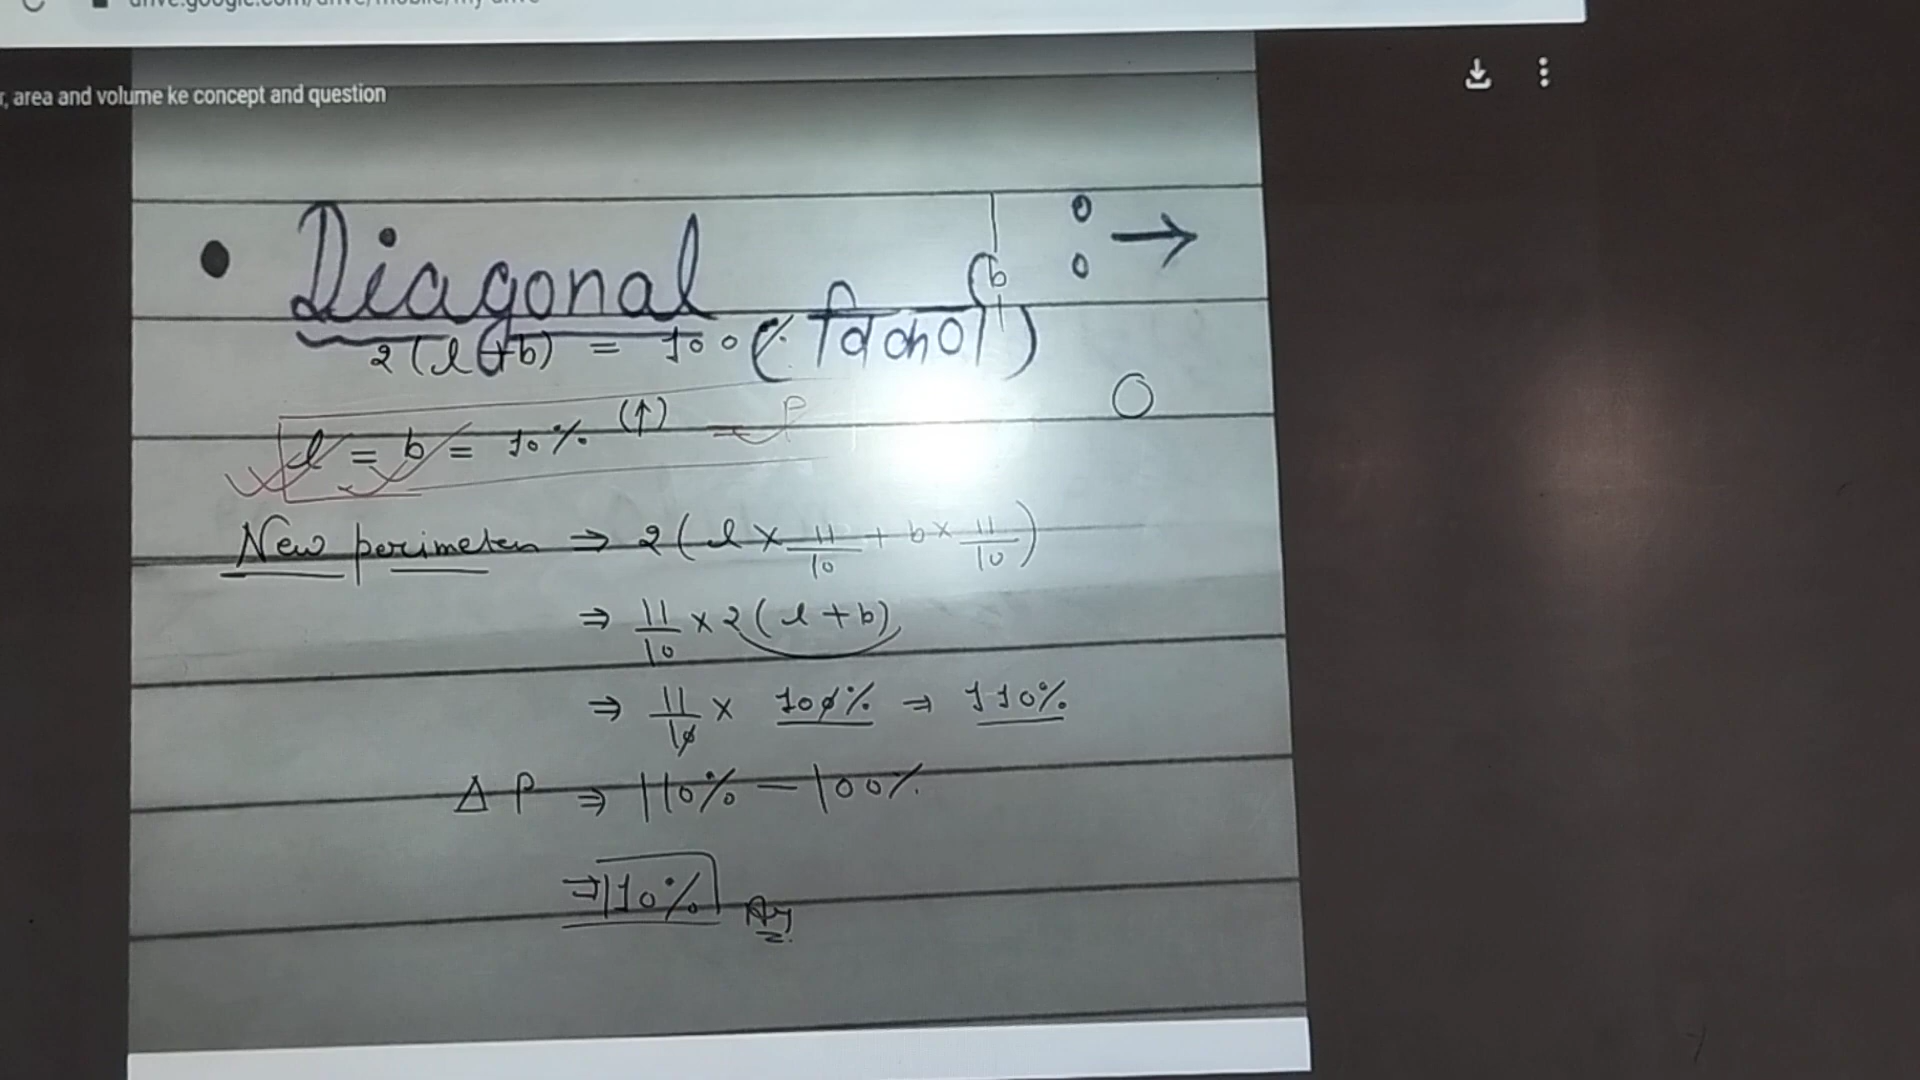 area and volume ke concept and question
• Diagonal (विकर्ण) :→
b
2(l+b) = 100%
l = b = 10% (↑) = P
New perimeter ⇒ 2(l × 11/10 + b × 11/10)
⇒ 11/10 × 2(l+b)
⇒ 11/10 × 100% ⇒ 110%
Δ P ⇒ 110% − 100%
⇒ 10%